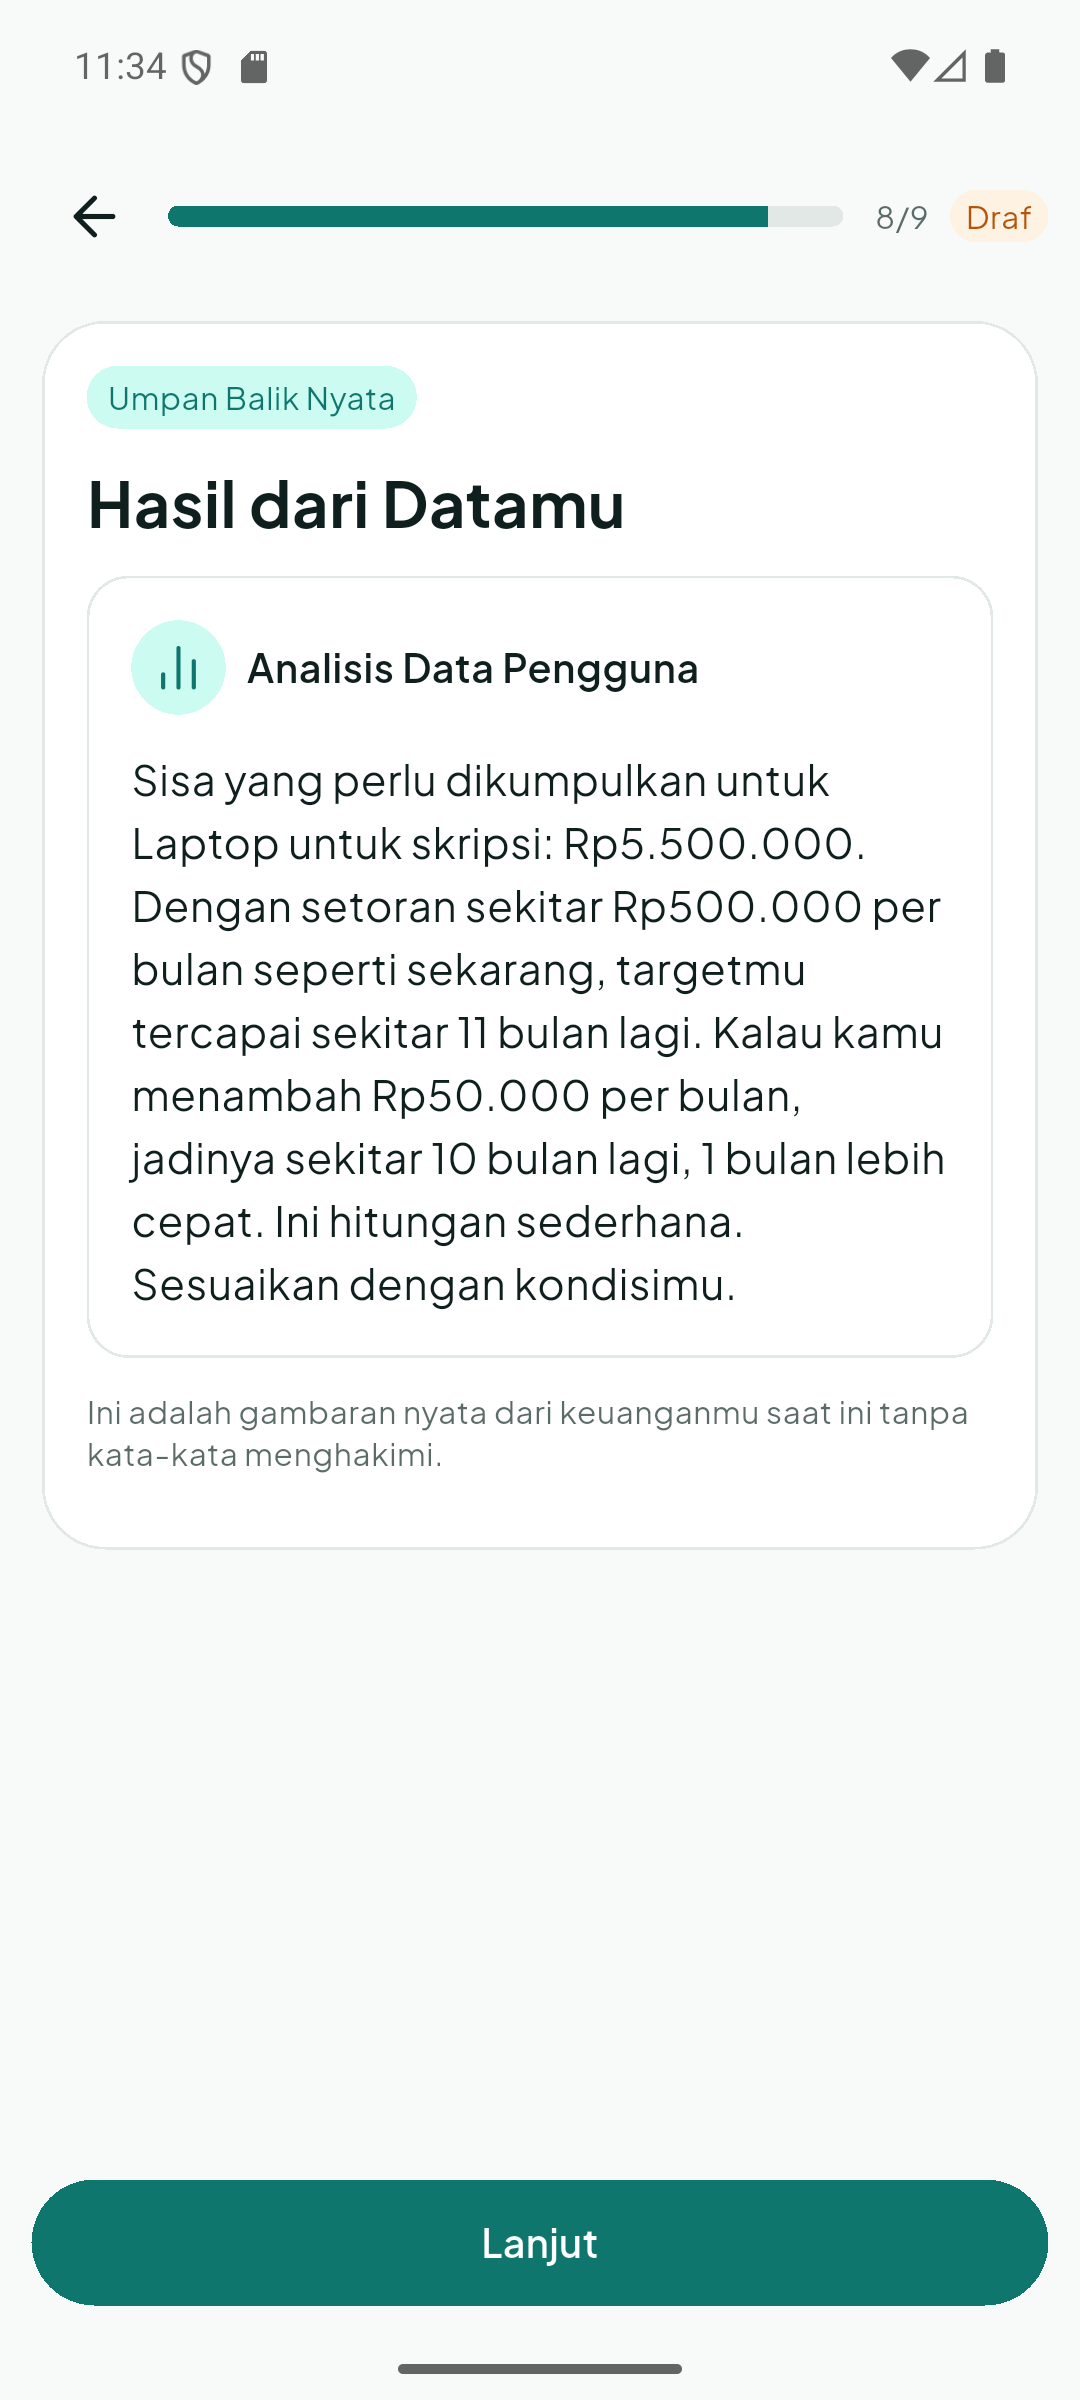 11:34
8/9
Draf
Umpan Balik Nyata
Hasil dari Datamu
Analisis Data Pengguna
Sisa yang perlu dikumpulkan untuk
Laptop untuk skripsi: Rp5.500.000.
Dengan setoran sekitar Rp500.000 per
bulan seperti sekarang, targetmu
tercapai sekitar 11 bulan lagi. Kalau kamu
menambah Rp50.000 per bulan,
jadinya sekitar 10 bulan lagi, 1 bulan lebih
cepat. Ini hitungan sederhana.
Sesuaikan dengan kondisimu.
Ini adalah gambaran nyata dari keuanganmu saat ini tanpa
kata-kata menghakimi.
Lanjut